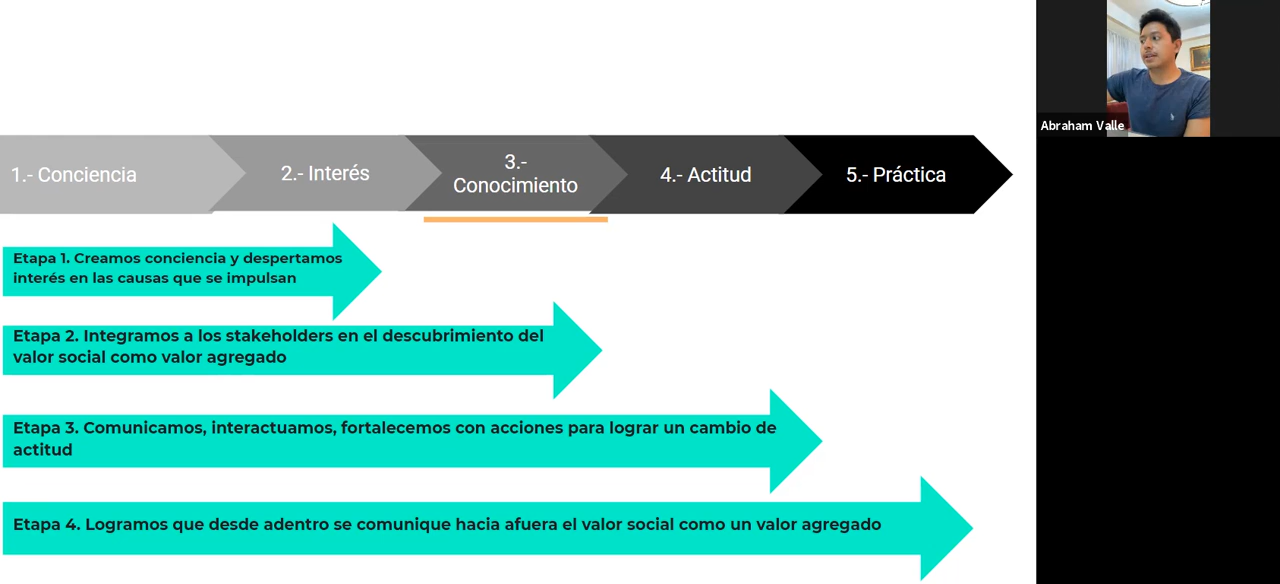 Abraham Valle
1.- Conciencia
2.- Interés
3.-
Conocimiento
4.- Actitud
5.- Práctica
Etapa 1. Creamos conciencia y despertamos
interés en las causas que se impulsan
Etapa 2. Integramos a los stakeholders en el descubrimiento del
valor social como valor agregado
Etapa 3. Comunicamos, interactuamos, fortalecemos con acciones para lograr un cambio de
actitud
Etapa 4. Logramos que desde adentro se comunique hacia afuera el valor social como un valor agregado